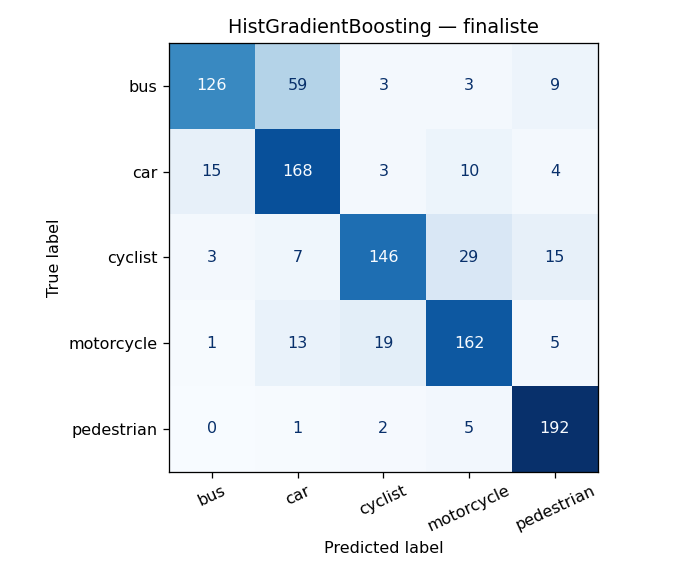 HistGradientBoosting — finaliste
True label
bus 126 59 3 3 9
car 15 168 3 10 4
cyclist 3 7 146 29 15
motorcycle 1 13 19 162 5
pedestrian 0 1 2 5 192
bus car cyclist motorcycle pedestrian
Predicted label